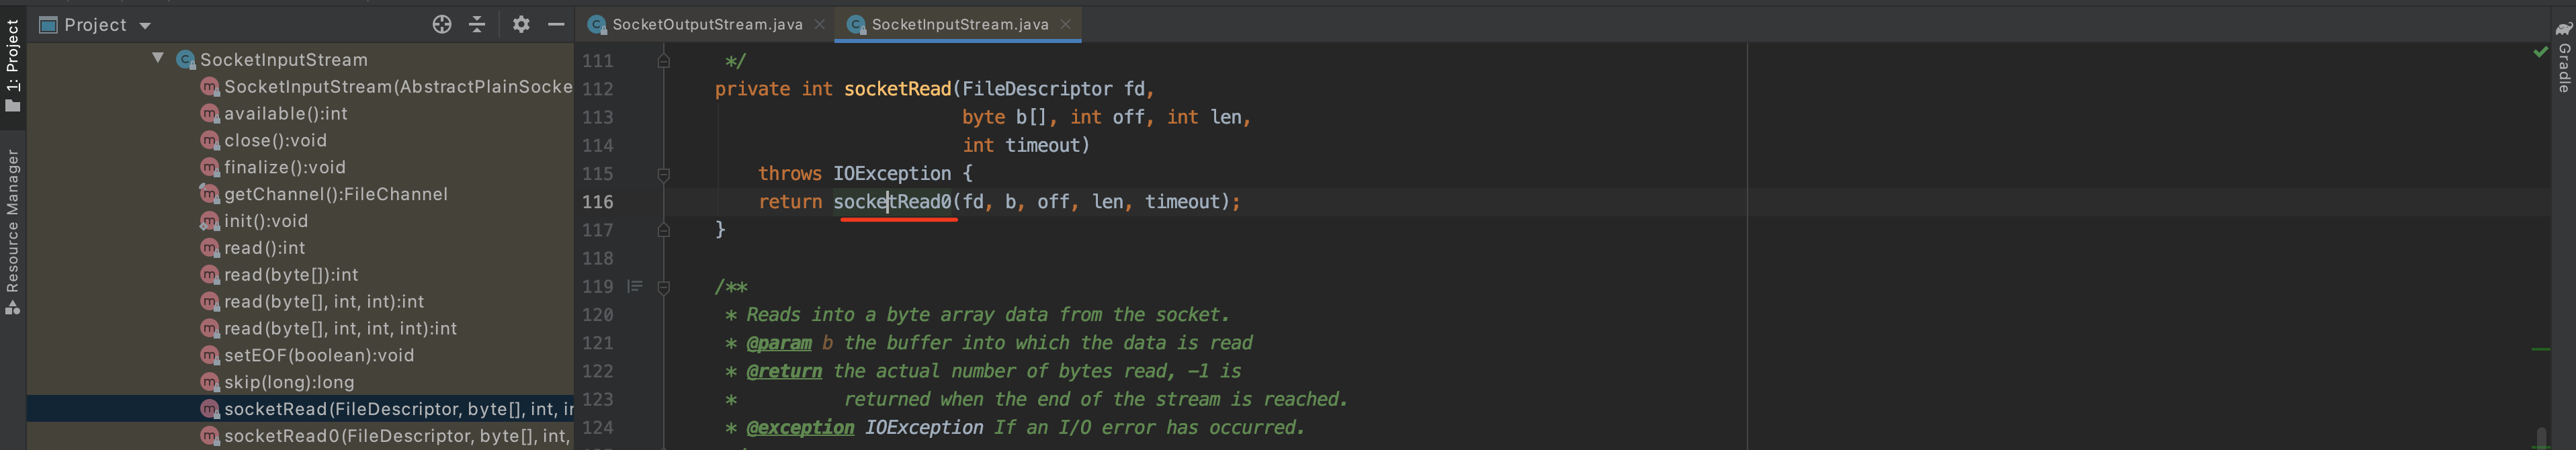 1: Project
Resource Manager
Project
SocketInputStream
SocketInputStream(AbstractPlainSocke
available():int
close():void
finalize():void
getChannel():FileChannel
init():void
read():int
read(byte[]):int
read(byte[], int, int):int
read(byte[], int, int, int):int
setEOF(boolean):void
skip(long):long
socketRead(FileDescriptor, byte[], int, in
socketRead0(FileDescriptor, byte[], int,
SocketOutputStream.java
SocketInputStream.java
111 */
112 private int socketRead(FileDescriptor fd,
113 byte b[], int off, int len,
114 int timeout)
115 throws IOException {
116 return socketRead0(fd, b, off, len, timeout);
117 }
118
119 /**
120 * Reads into a byte array data from the socket.
121 * @param b the buffer into which the data is read
122 * @return the actual number of bytes read, -1 is
123 * returned when the end of the stream is reached.
124 * @exception IOException If an I/O error has occurred.
Gradle